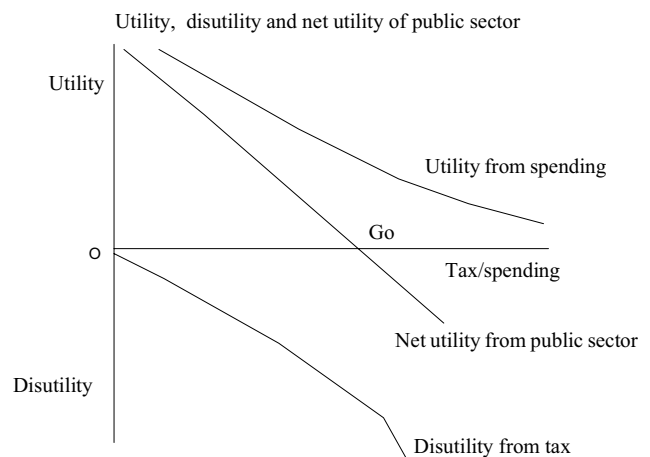 Utility, disutility and net utility of public sector
Utility
Utility from spending
Go
O
Tax/spending
Net utility from public sector
Disutility
Disutility from tax